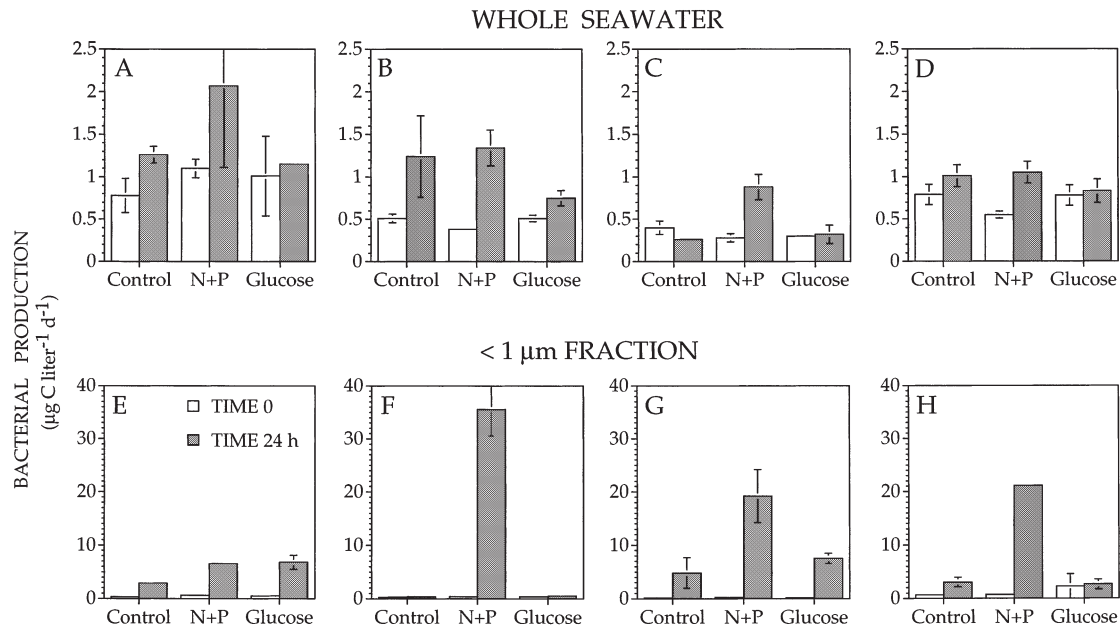 WHOLE SEAWATER
2.5 2.5 2.5 2.5
A B C D
2 2 2 2
1.5 1.5 1.5 1.5
1 1 1 1
0.5 0.5 0.5 0.5
0 0 0 0
Control N+P Glucose Control N+P Glucose Control N+P Glucose Control N+P Glucose
BACTERIAL PRODUCTION
(µg C liter-1 d-1)
< 1 µm FRACTION
40 40 40 40
E F G H
TIME 0
30 30 30 30
TIME 24 h
20 20 20 20
10 10 10 10
0 0 0 0
Control N+P Glucose Control N+P Glucose Control N+P Glucose Control N+P Glucose